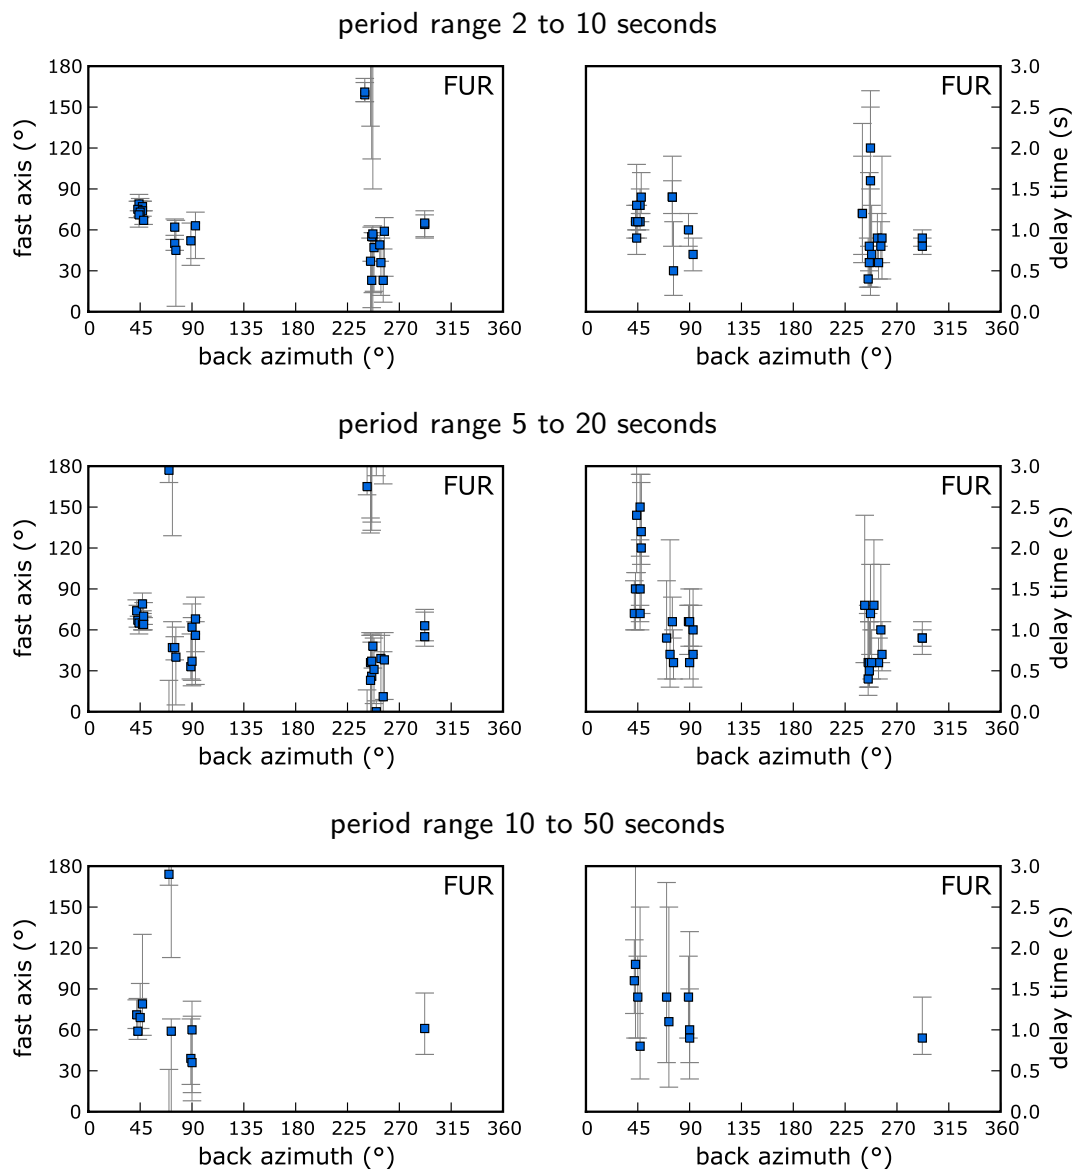 period range 2 to 10 seconds
180 150 120 90 60 30 0
fast axis (°)
FUR
0 45 90 135 180 225 270 315 360
back azimuth (°)
FUR
3.0 2.5 2.0 1.5 1.0 0.5 0.0
delay time (s)
0 45 90 135 180 225 270 315 360
back azimuth (°)
period range 5 to 20 seconds
180 150 120 90 60 30 0
fast axis (°)
FUR
0 45 90 135 180 225 270 315 360
back azimuth (°)
FUR
3.0 2.5 2.0 1.5 1.0 0.5 0.0
delay time (s)
0 45 90 135 180 225 270 315 360
back azimuth (°)
period range 10 to 50 seconds
180 150 120 90 60 30 0
fast axis (°)
FUR
0 45 90 135 180 225 270 315 360
back azimuth (°)
FUR
3.0 2.5 2.0 1.5 1.0 0.5 0.0
delay time (s)
0 45 90 135 180 225 270 315 360
back azimuth (°)